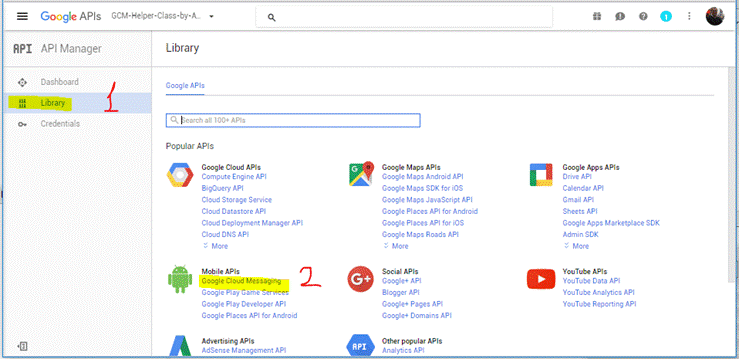 Google APIs GCM-Helper-Class-by-A...
API API Manager Library
Dashboard
Library 1
Credentials
Google APIs
Search all 100+ APIs
Popular APIs
Google Cloud APIs
Compute Engine API
BigQuery API
Cloud Storage Service
Cloud Datastore API
Cloud Deployment Manager API
Cloud DNS API
More
Google Maps APIs
Google Maps Android API
Google Maps SDK for iOS
Google Maps JavaScript API
Google Places API for Android
Google Places API for iOS
Google Maps Roads API
More
Google Apps APIs
Drive API
Calendar API
Gmail API
Sheets API
Google Apps Marketplace SDK
Admin SDK
More
Mobile APIs
Google Cloud Messaging 2
Google Play Game Services
Google Play Developer API
Google Places API for Android
Social APIs
Google+ API
Blogger API
Google+ Pages API
Google+ Domains API
YouTube APIs
YouTube Data API
YouTube Analytics API
YouTube Reporting API
Advertising APIs
AdSense Management API
API
Other popular APIs
Analytics API